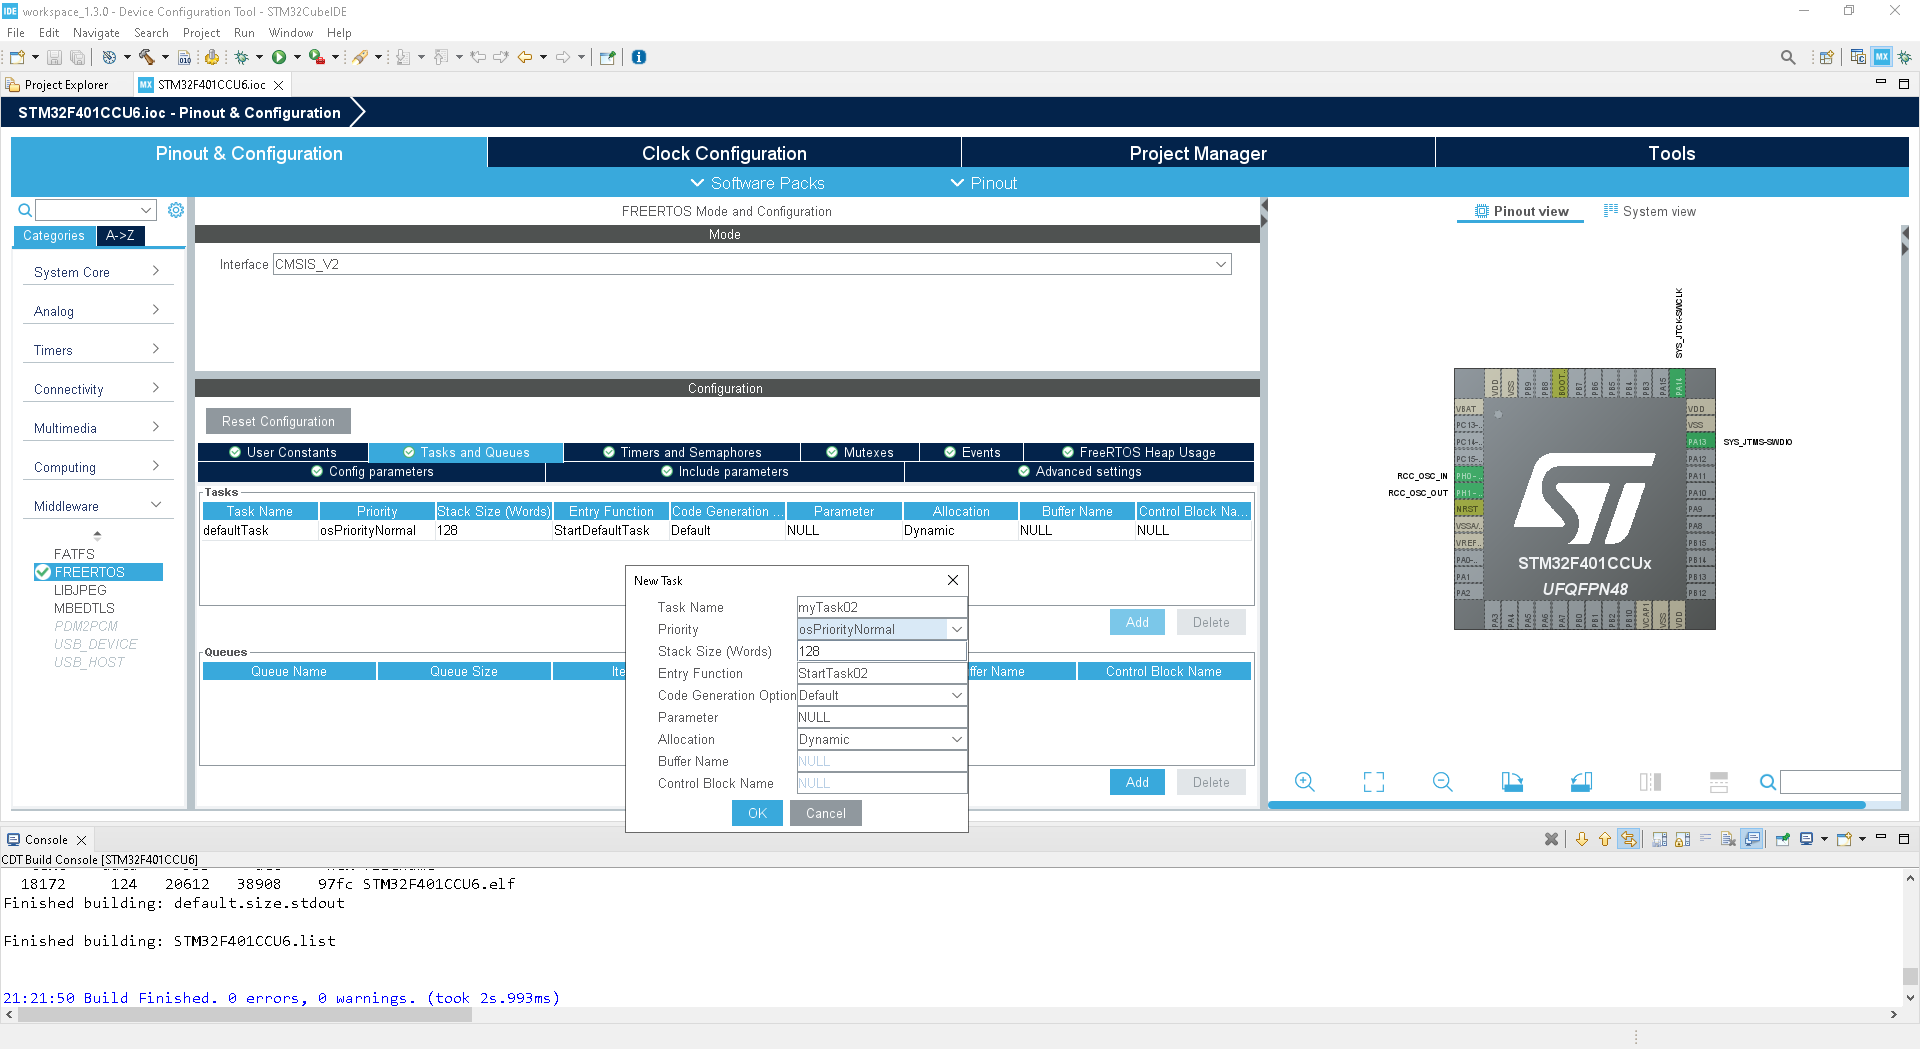 IDE workspace_1.3.0 - Device Configuration Tool - STM32CubeIDE
File Edit Navigate Search Project Run Window Help
Project Explorer MX STM32F401CCU6.ioc
STM32F401CCU6.ioc - Pinout & Configuration
Pinout & Configuration Clock Configuration Project Manager Tools
Software Packs Pinout
FREERTOS Mode and Configuration
Pinout view System view
Categories A->Z
Mode
Interface CMSIS_V2
System Core
Analog
Timers
Connectivity
Multimedia
Computing
Middleware
FATFS
FREERTOS
LIBJPEG
MBEDTLS
PDM2PCM
USB_DEVICE
USB_HOST
Configuration
Reset Configuration
User Constants Tasks and Queues Timers and Semaphores Mutexes Events FreeRTOS Heap Usage
Config parameters Include parameters Advanced settings
Tasks
Task Name Priority Stack Size (Words) Entry Function Code Generation ... Parameter Allocation Buffer Name Control Block Na...
defaultTask osPriorityNormal 128 StartDefaultTask Default NULL Dynamic NULL NULL
Add Delete
Queues
Queue Name Queue Size Ite ffer Name Control Block Name
Add Delete
New Task
Task Name myTask02
Priority osPriorityNormal
Stack Size (Words) 128
Entry Function StartTask02
Code Generation Option Default
Parameter NULL
Allocation Dynamic
Buffer Name NULL
Control Block Name NULL
OK Cancel
SYS_JTCK-SWCLK
VDD VSS PB9 PB8 BOOT.. PB7 PB6 PB5 PB4 PB3 PA15 PA14
VBAT
PC13-..
PC14-..
PC15-..
RCC_OSC_IN PH0-..
RCC_OSC_OUT PH1-..
NRST
VSSA/..
VREF..
PA0-..
PA1
PA2
VDD
VSS
PA13 SYS_JTMS-SWDIO
PA12
PA11
PA10
PA9
PA8
PB15
PB14
PB13
PB12
PA3 PA4 PA5 PA6 PA7 PB0 PB1 PB2 PB10 VCAP1 VSS VDD
STM32F401CCUx
UFQFPN48
Console
CDT Build Console [STM32F401CCU6]
18172 124 20612 38908 97fc STM32F401CCU6.elf
Finished building: default.size.stdout
Finished building: STM32F401CCU6.list
21:21:50 Build Finished. 0 errors, 0 warnings. (took 2s.993ms)